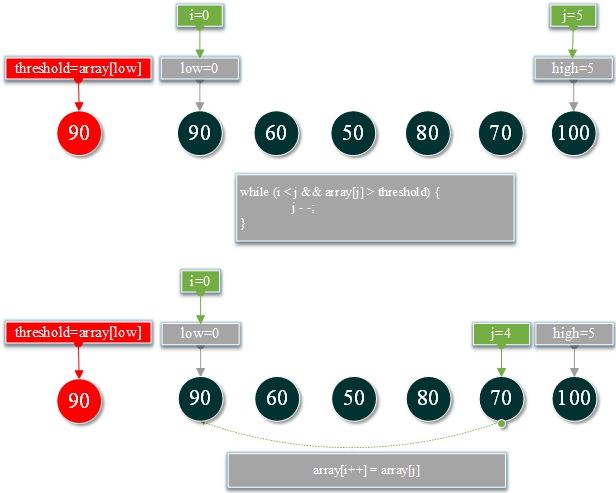 i=0 j=5
threshold=array[low] low=0 high=5
90 90 60 50 80 70 100
while (i < j && array[j] > threshold) {
j - -;
}
i=0
threshold=array[low] low=0 j=4 high=5
90 90 60 50 80 70 100
array[i++] = array[j]